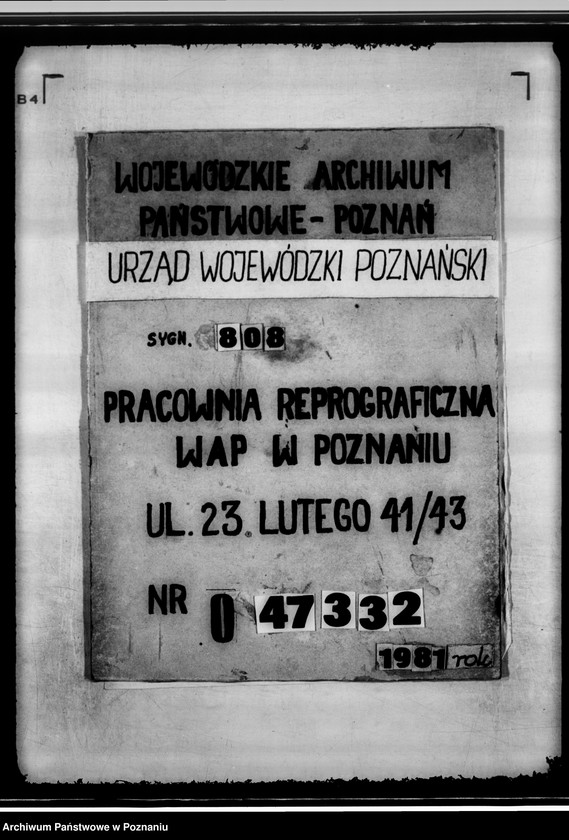 B4
WOJEWÓDZKIE ARCHIWUM
PAŃSTWOWE - POZNAŃ
URZĄD WOJEWÓDZKI POZNAŃSKI
SYGN. 808
PRACOWNIA REPROGRAFICZNA
WAP W POZNANIU
UL. 23 LUTEGO 41/43
NR 0 47332
1981 rok
Archiwum Państwowe w Poznaniu